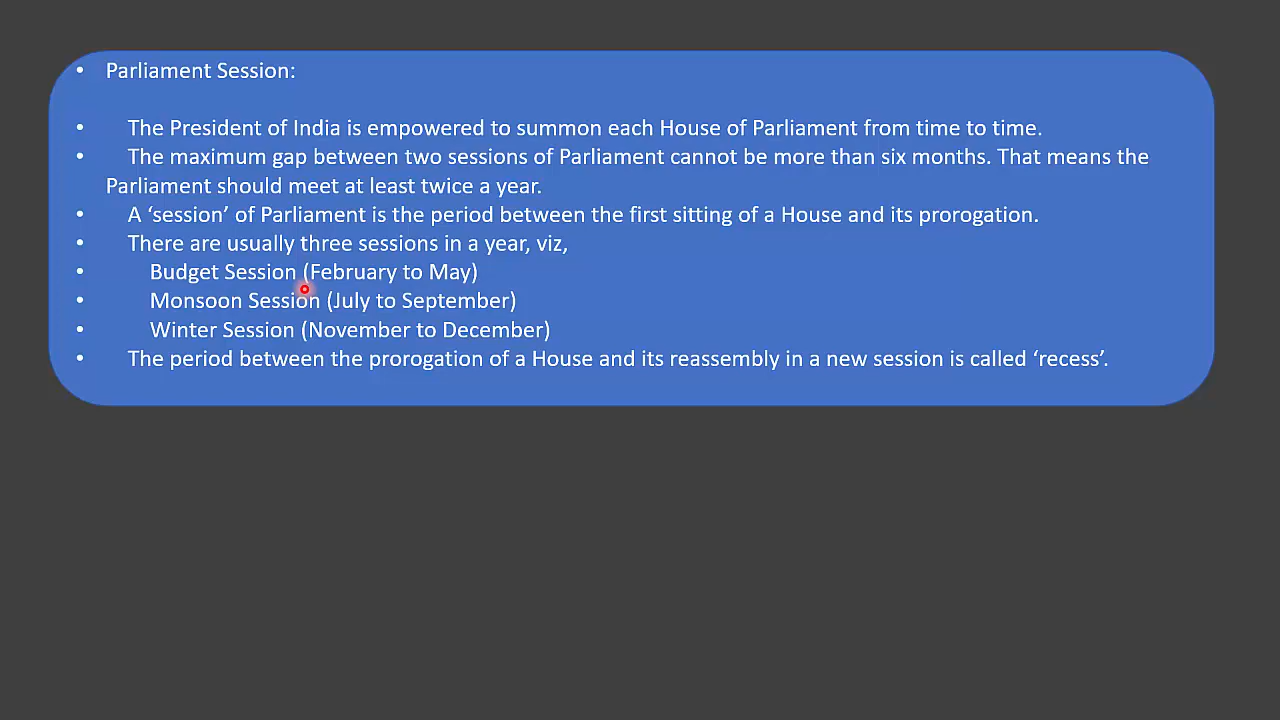 • Parliament Session:
• The President of India is empowered to summon each House of Parliament from time to time.
• The maximum gap between two sessions of Parliament cannot be more than six months. That means the
Parliament should meet at least twice a year.
• A ‘session’ of Parliament is the period between the first sitting of a House and its prorogation.
• There are usually three sessions in a year, viz,
• Budget Session (February to May)
• Monsoon Session (July to September)
• Winter Session (November to December)
• The period between the prorogation of a House and its reassembly in a new session is called ‘recess’.